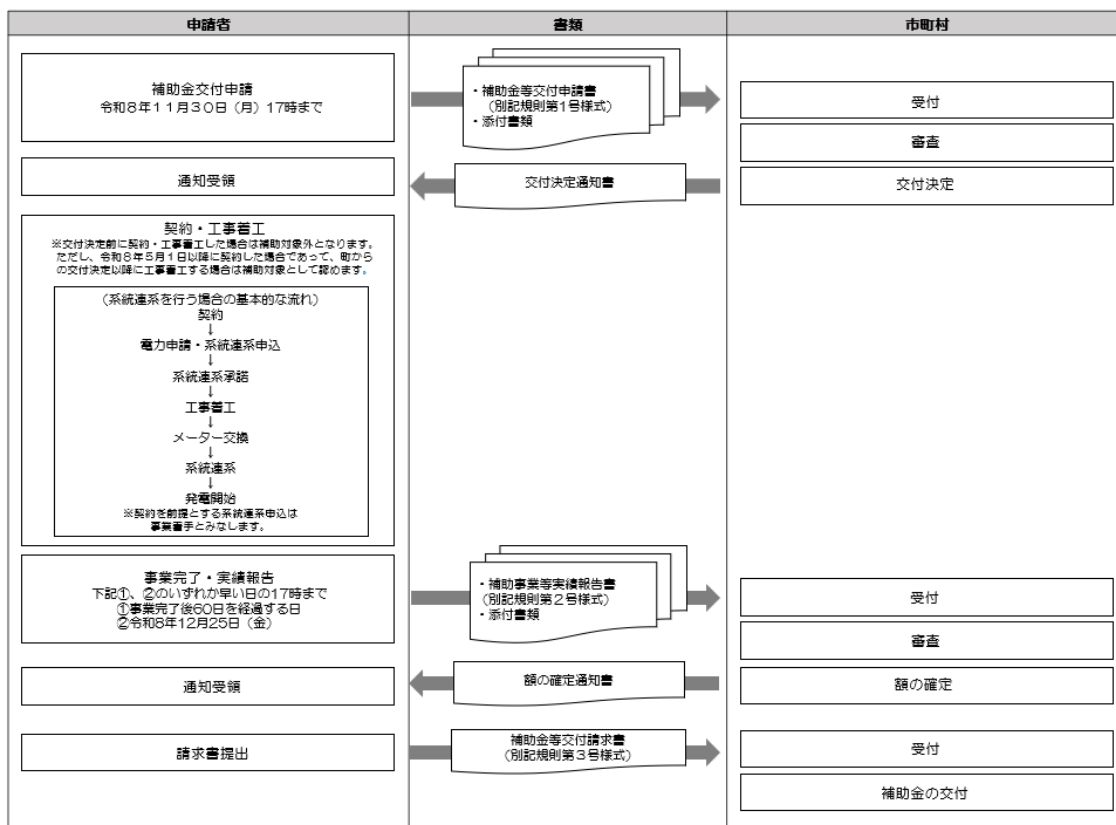 申請者
書類
市町村
補助金交付申請
令和8年11月30日（月）17時まで
・補助金等交付申請書
（別記規則第1号様式）
・添付書類
受付
審査
通知受領
交付決定通知書
交付決定
契約・工事着工
※交付決定前に契約・工事着工した場合は補助対象外となります。
ただし、令和8年5月1日以降に契約した場合であって、町から
の交付決定以降に工事着工する場合は補助対象として認めます。
（系統連系を行う場合の基本的な流れ）
契約
↓
電力申請・系統連系申込
↓
系統連系承諾
↓
工事着工
↓
メーター交換
↓
系統連系
↓
発電開始
※契約を前提とする系統連系申込は
事業着手とみなします。
事業完了・実績報告
下記①、②のいずれか早い日の17時まで
①事業完了後60日を経過する日
②令和8年12月25日（金）
・補助事業等実績報告書
（別記規則第2号様式）
・添付書類
受付
審査
通知受領
額の確定通知書
額の確定
請求書提出
補助金等交付請求書
（別記規則第3号様式）
受付
補助金の交付